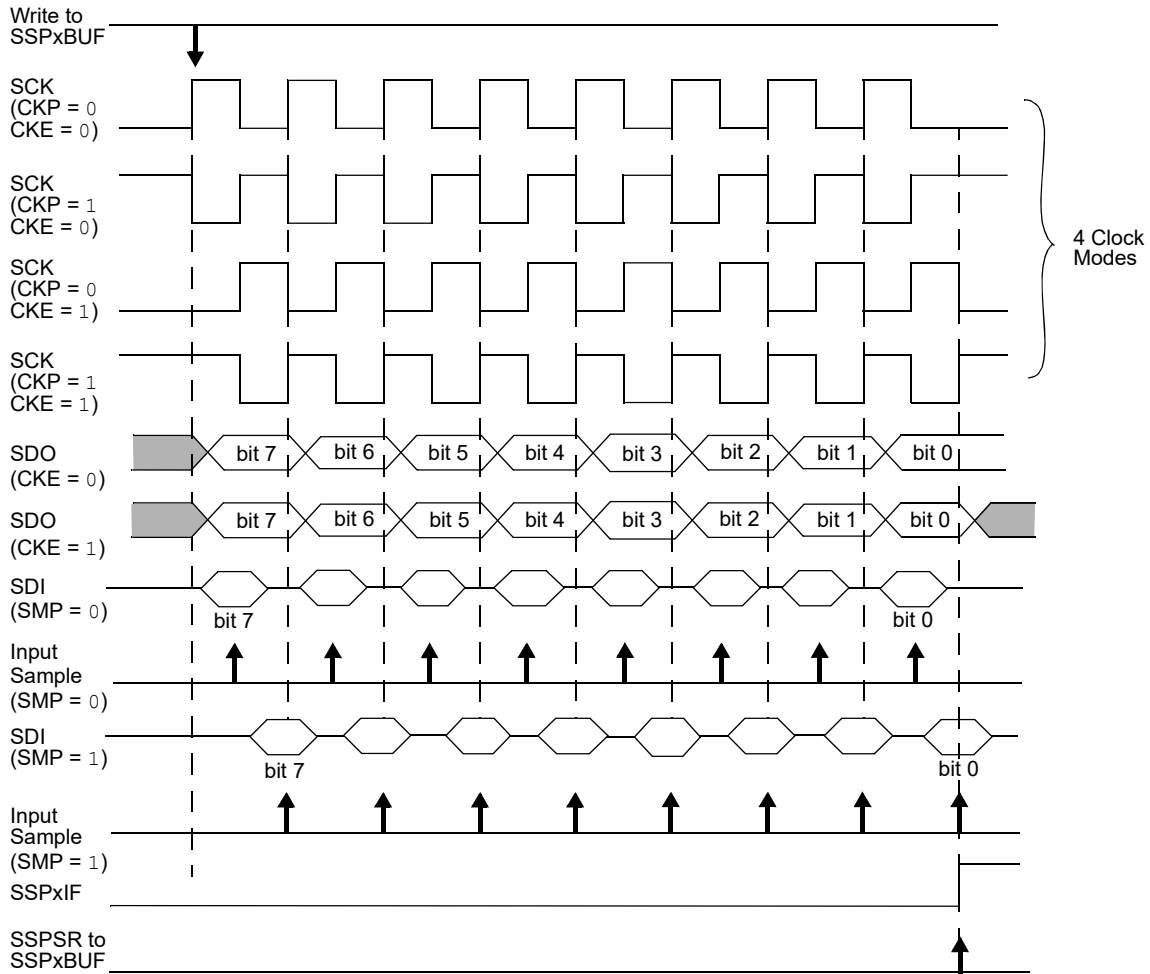 Write to
SSPxBUF
SCK
(CKP = 0
CKE = 0)
SCK
(CKP = 1
CKE = 0)
SCK
(CKP = 0
CKE = 1)
SCK
(CKP = 1
CKE = 1)
4 Clock
Modes
SDO
(CKE = 0)
bit 7 bit 6 bit 5 bit 4 bit 3 bit 2 bit 1 bit 0
SDO
(CKE = 1)
bit 7 bit 6 bit 5 bit 4 bit 3 bit 2 bit 1 bit 0
SDI
(SMP = 0)
bit 7 bit 0
Input
Sample
(SMP = 0)
SDI
(SMP = 1)
bit 7 bit 0
Input
Sample
(SMP = 1)
SSPxIF
SSPSR to
SSPxBUF